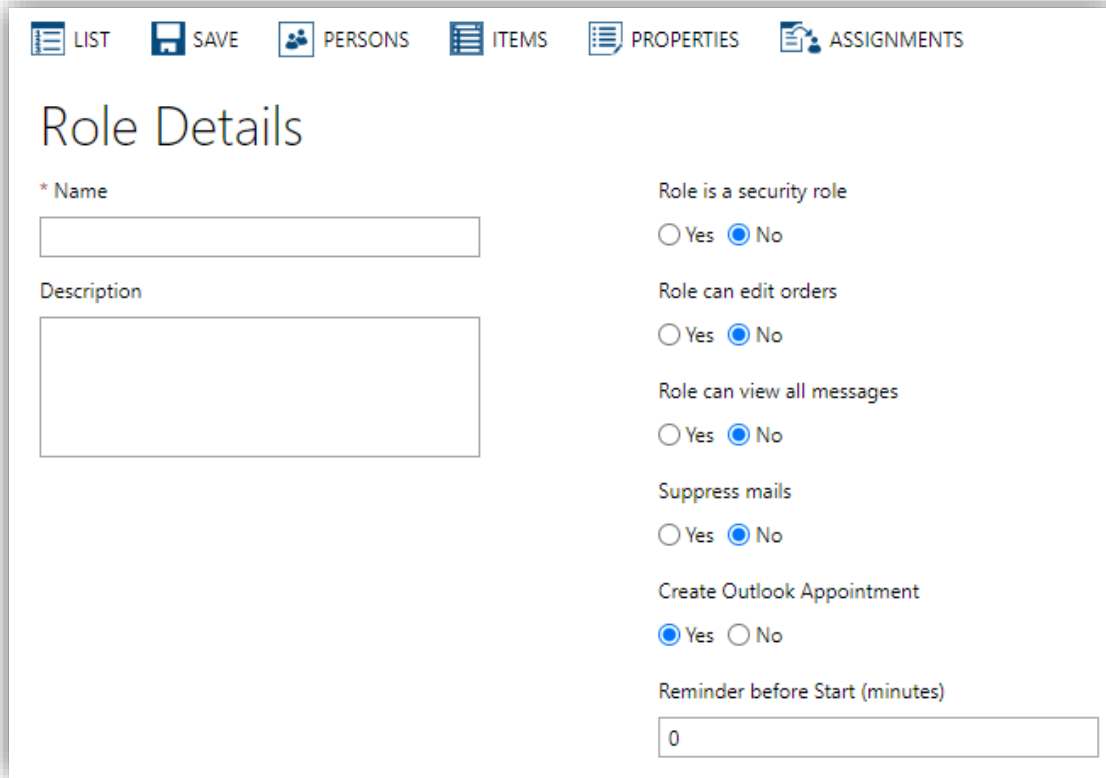 LIST SAVE PERSONS ITEMS PROPERTIES ASSIGNMENTS
Role Details
* Name
Description
Role is a security role
Yes No
Role can edit orders
Yes No
Role can view all messages
Yes No
Suppress mails
Yes No
Create Outlook Appointment
Yes No
Reminder before Start (minutes)
0